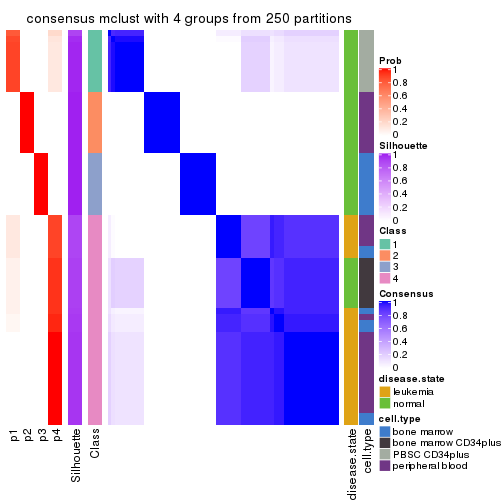 consensus mclust with 4 groups from 250 partitions
Prob
1
0.8
0.6
0.4
0.2
0
Silhouette
1
0.8
0.6
0.4
0.2
0
Class
1
2
3
4
Consensus
1
0.8
0.6
0.4
0.2
0
disease.state
leukemia
normal
cell.type
bone marrow
bone marrow CD34plus
PBSC CD34plus
peripheral blood
p1
p2
p3
p4
Silhouette
Class
disease.state
cell.type